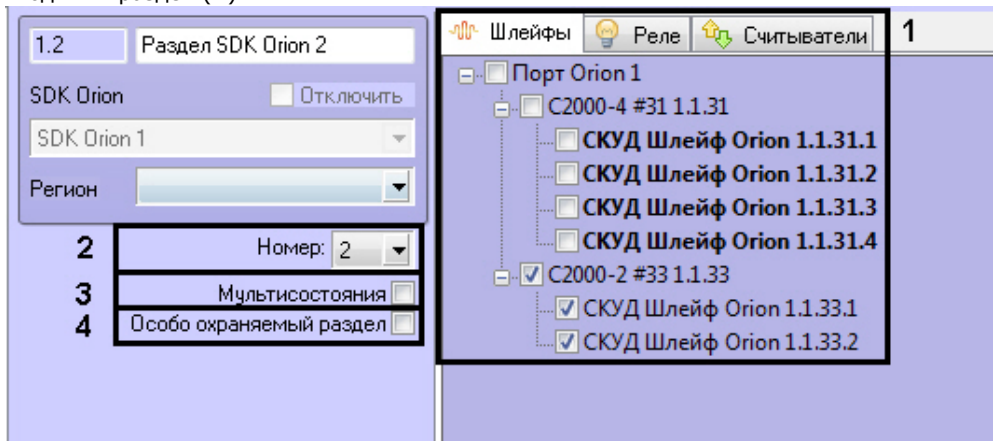 1.2 Раздел SDK Orion 2
SDK Orion Отключить
SDK Orion 1
Регион
2 Номер: 2
3 Мультисостояния
4 Особо охраняемый раздел
Шлейфы Реле Считыватели 1
Порт Orion 1
С2000-4 #31 1.1.31
СКУД Шлейф Orion 1.1.31.1
СКУД Шлейф Orion 1.1.31.2
СКУД Шлейф Orion 1.1.31.3
СКУД Шлейф Orion 1.1.31.4
С2000-2 #33 1.1.33
СКУД Шлейф Orion 1.1.33.1
СКУД Шлейф Orion 1.1.33.2